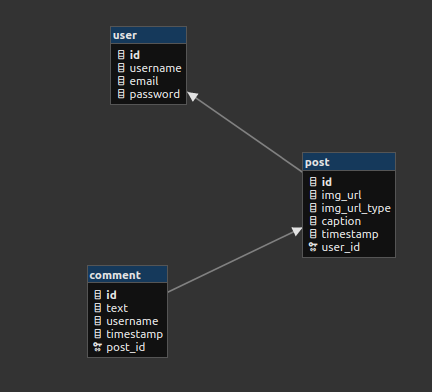 user
id
username
email
password
post
id
img_url
img_url_type
caption
timestamp
user_id
comment
id
text
username
timestamp
post_id